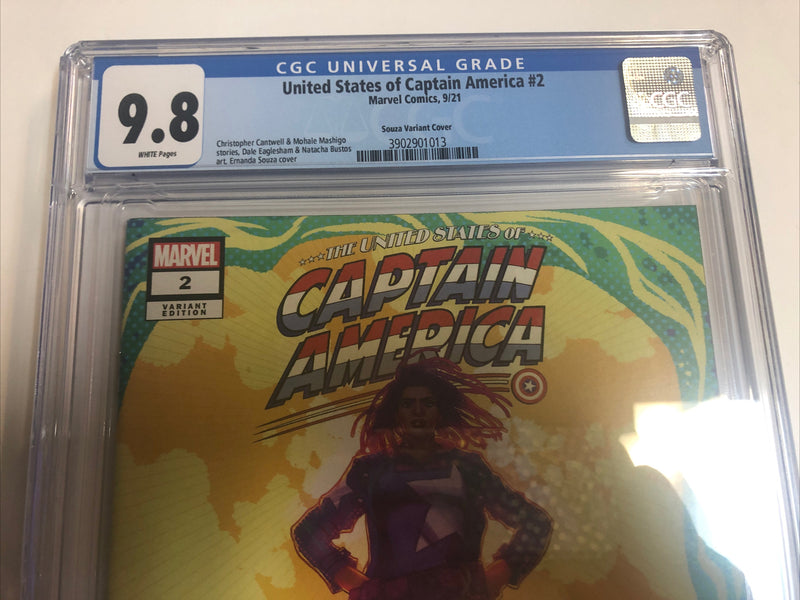 CGC UNIVERSAL GRADE
United States of Captain America #2
Marvel Comics, 9/21
9.8
WHITE Pages
Souza Variant Cover
Christopher Cantwell & Mohale Mashigo
stories, Dale Eaglesham & Natacha Bustos
art, Ernanda Souza cover
3902901013
CGC
MARVEL
2
VARIANT
EDITION
THE UNITED STATES OF
CAPTAIN
AMERICA